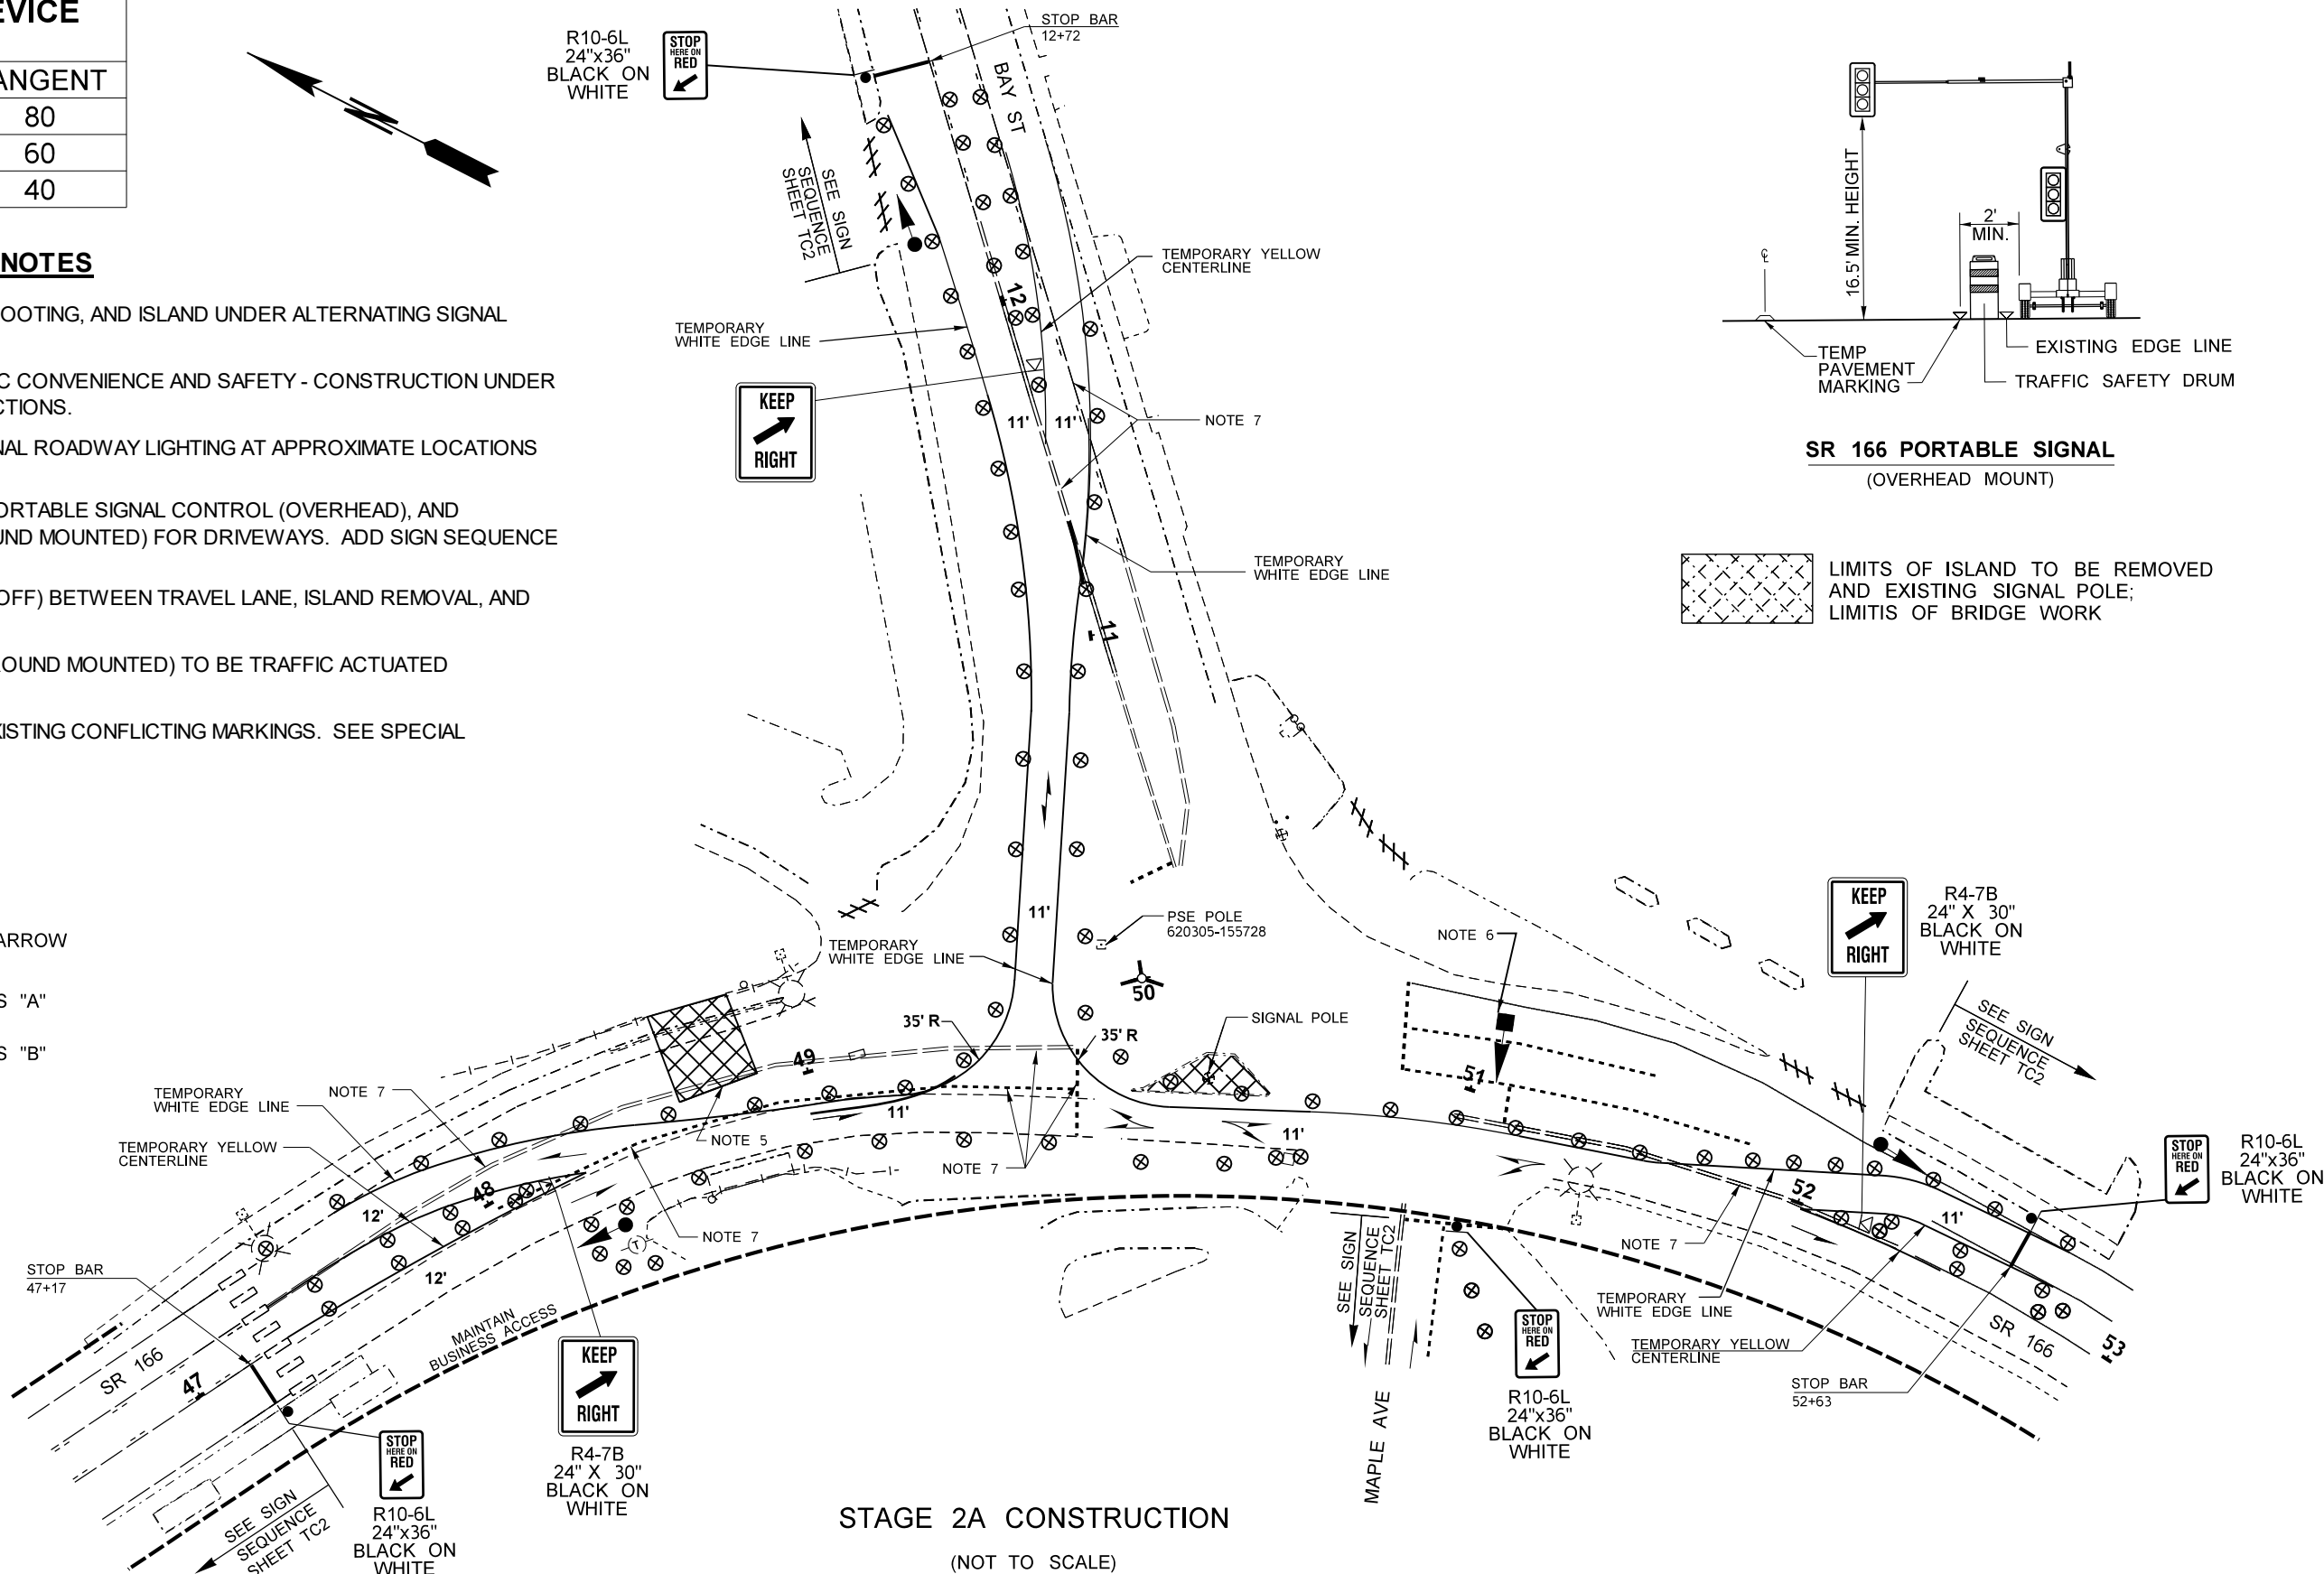 EVICE
ANGENT
80
60
40
NOTES
OOTING, AND ISLAND UNDER ALTERNATING SIGNAL
C CONVENIENCE AND SAFETY - CONSTRUCTION UNDER
CTIONS.
NAL ROADWAY LIGHTING AT APPROXIMATE LOCATIONS
ORTABLE SIGNAL CONTROL (OVERHEAD), AND
UND MOUNTED) FOR DRIVEWAYS. ADD SIGN SEQUENCE
OFF) BETWEEN TRAVEL LANE, ISLAND REMOVAL, AND
OUND MOUNTED) TO BE TRAFFIC ACTUATED
XISTING CONFLICTING MARKINGS. SEE SPECIAL
ARROW
S "A"
S "B"
R10-6L
24"x36"
BLACK ON
WHITE
STOP
HERE ON
RED
STOP BAR
12+72
BAY ST
SEE SIGN
SEQUENCE
SHEET TC2
TEMPORARY YELLOW
CENTERLINE
12
TEMPORARY
WHITE EDGE LINE
KEEP
RIGHT
11'
11'
NOTE 7
TEMPORARY
WHITE EDGE LINE
11
16.5' MIN. HEIGHT
2'
MIN.
℄
TEMP
PAVEMENT
MARKING
EXISTING EDGE LINE
TRAFFIC SAFETY DRUM
SR 166 PORTABLE SIGNAL
(OVERHEAD MOUNT)
LIMITS OF ISLAND TO BE REMOVED
AND EXISTING SIGNAL POLE;
LIMITIS OF BRIDGE WORK
11'
PSE POLE
620305-155728
TEMPORARY
WHITE EDGE LINE
50
35' R
35' R
SIGNAL POLE
NOTE 6
KEEP
RIGHT
R4-7B
24" X 30"
BLACK ON
WHITE
SEE SIGN
SEQUENCE
SHEET TC2
49
51
TEMPORARY
WHITE EDGE LINE
NOTE 7
11'
NOTE 5
NOTE 7
11'
TEMPORARY YELLOW
CENTERLINE
48
12'
12'
NOTE 7
T
52
11'
NOTE 7
STOP
HERE ON
RED
R10-6L
24"x36"
BLACK ON
WHITE
STOP BAR
47+17
SR 166
47
MAINTAIN
BUSINESS ACCESS
KEEP
RIGHT
R4-7B
24" X 30"
BLACK ON
WHITE
STOP
HERE ON
RED
R10-6L
24"x36"
BLACK ON
WHITE
SEE SIGN
SEQUENCE
SHEET TC2
SEE SIGN
SEQUENCE
SHEET TC2
MAPLE AVE
STOP
HERE ON
RED
R10-6L
24"x36"
BLACK ON
WHITE
TEMPORARY
WHITE EDGE LINE
TEMPORARY YELLOW
CENTERLINE
STOP BAR
52+63
SR 166
53
STAGE 2A CONSTRUCTION
(NOT TO SCALE)